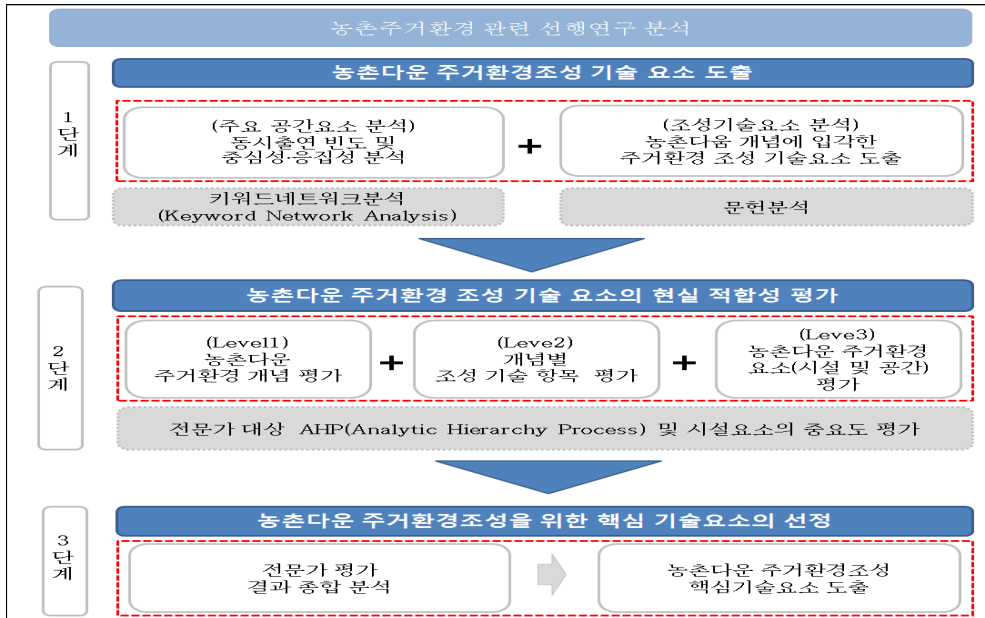 농촌주거환경 관련 선행연구 분석
1
단
계
농촌다운 주거환경조성 기술 요소 도출
(주요 공간요소 분석)
동시출연 빈도 및
중심성·응집성 분석
+
(조성기술요소 분석)
농촌다움 개념에 입각한
주거환경 조성 기술요소 도출
키워드네트워크분석
(Keyword Network Analysis)
문헌분석
2
단
계
농촌다운 주거환경 조성 기술 요소의 현실 적합성 평가
(Level1)
농촌다운
주거환경 개념 평가
+
(Leve2)
개념별
조성 기술 항목 평가
+
(Leve3)
농촌다운 주거환경
요소(시설 및 공간)
평가
전문가 대상 AHP(Analytic Hierarchy Process) 및 시설요소의 중요도 평가
3
단
계
농촌다운 주거환경조성을 위한 핵심 기술요소의 선정
전문가 평가
결과 종합 분석
농촌다운 주거환경조성
핵심기술요소 도출